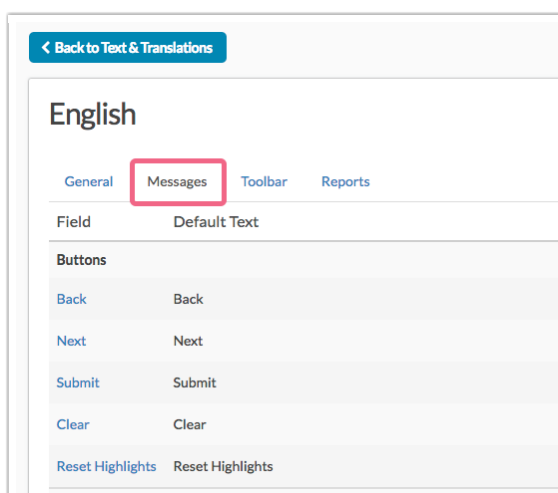 Back to Text & Translations
English
General Messages Toolbar Reports
Field Default Text
Buttons
Back Back
Next Next
Submit Submit
Clear Clear
Reset Highlights Reset Highlights